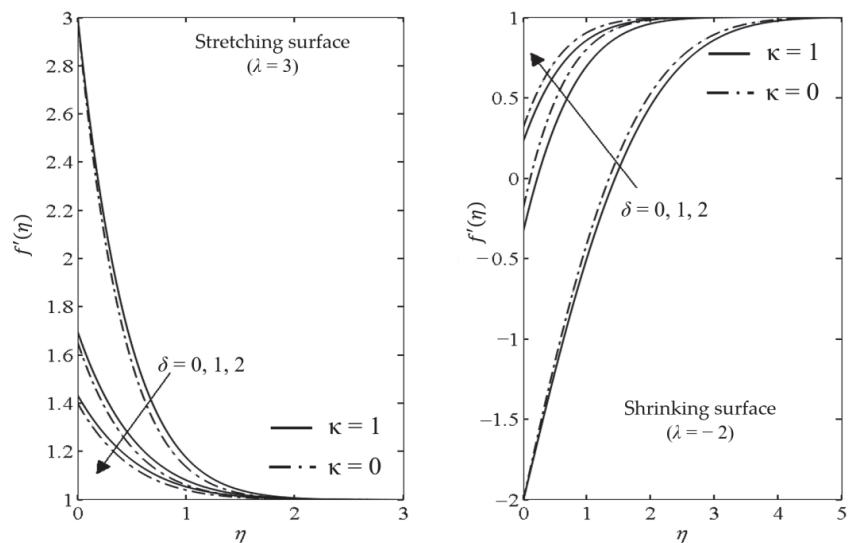 3
2.8
2.6
2.4
2.2
2
1.8
1.6
1.4
1.2
1
0
1
2
3
f′(η)
η
Stretching surface
(λ = 3)
δ = 0, 1, 2
κ = 1
κ = 0
1
0.5
0
−0.5
−1
−1.5
−2
0
1
2
3
4
5
f′(η)
η
κ = 1
κ = 0
δ = 0, 1, 2
Shrinking surface
(λ = − 2)